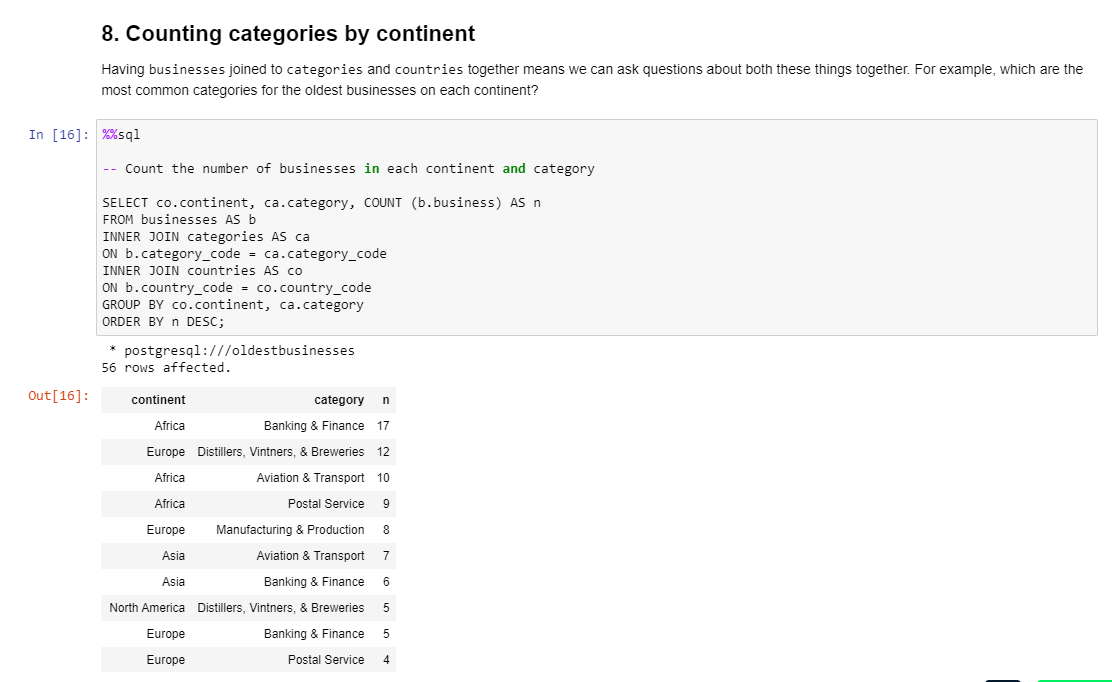 8. Counting categories by continent
Having businesses joined to categories and countries together means we can ask questions about both these things together. For example, which are the
most common categories for the oldest businesses on each continent?
In [16]: %%sql
-- Count the number of businesses in each continent and category
SELECT co.continent, ca.category, COUNT (b.business) AS n
FROM businesses AS b
INNER JOIN categories AS ca
ON b.category_code = ca.category_code
INNER JOIN countries AS co
ON b.country_code = co.country_code
GROUP BY co.continent, ca.category
ORDER BY n DESC;
* postgresql:///oldestbusinesses
56 rows affected.
Out[16]: continent category n
Africa Banking & Finance 17
Europe Distillers, Vintners, & Breweries 12
Africa Aviation & Transport 10
Africa Postal Service 9
Europe Manufacturing & Production 8
Asia Aviation & Transport 7
Asia Banking & Finance 6
North America Distillers, Vintners, & Breweries 5
Europe Banking & Finance 5
Europe Postal Service 4